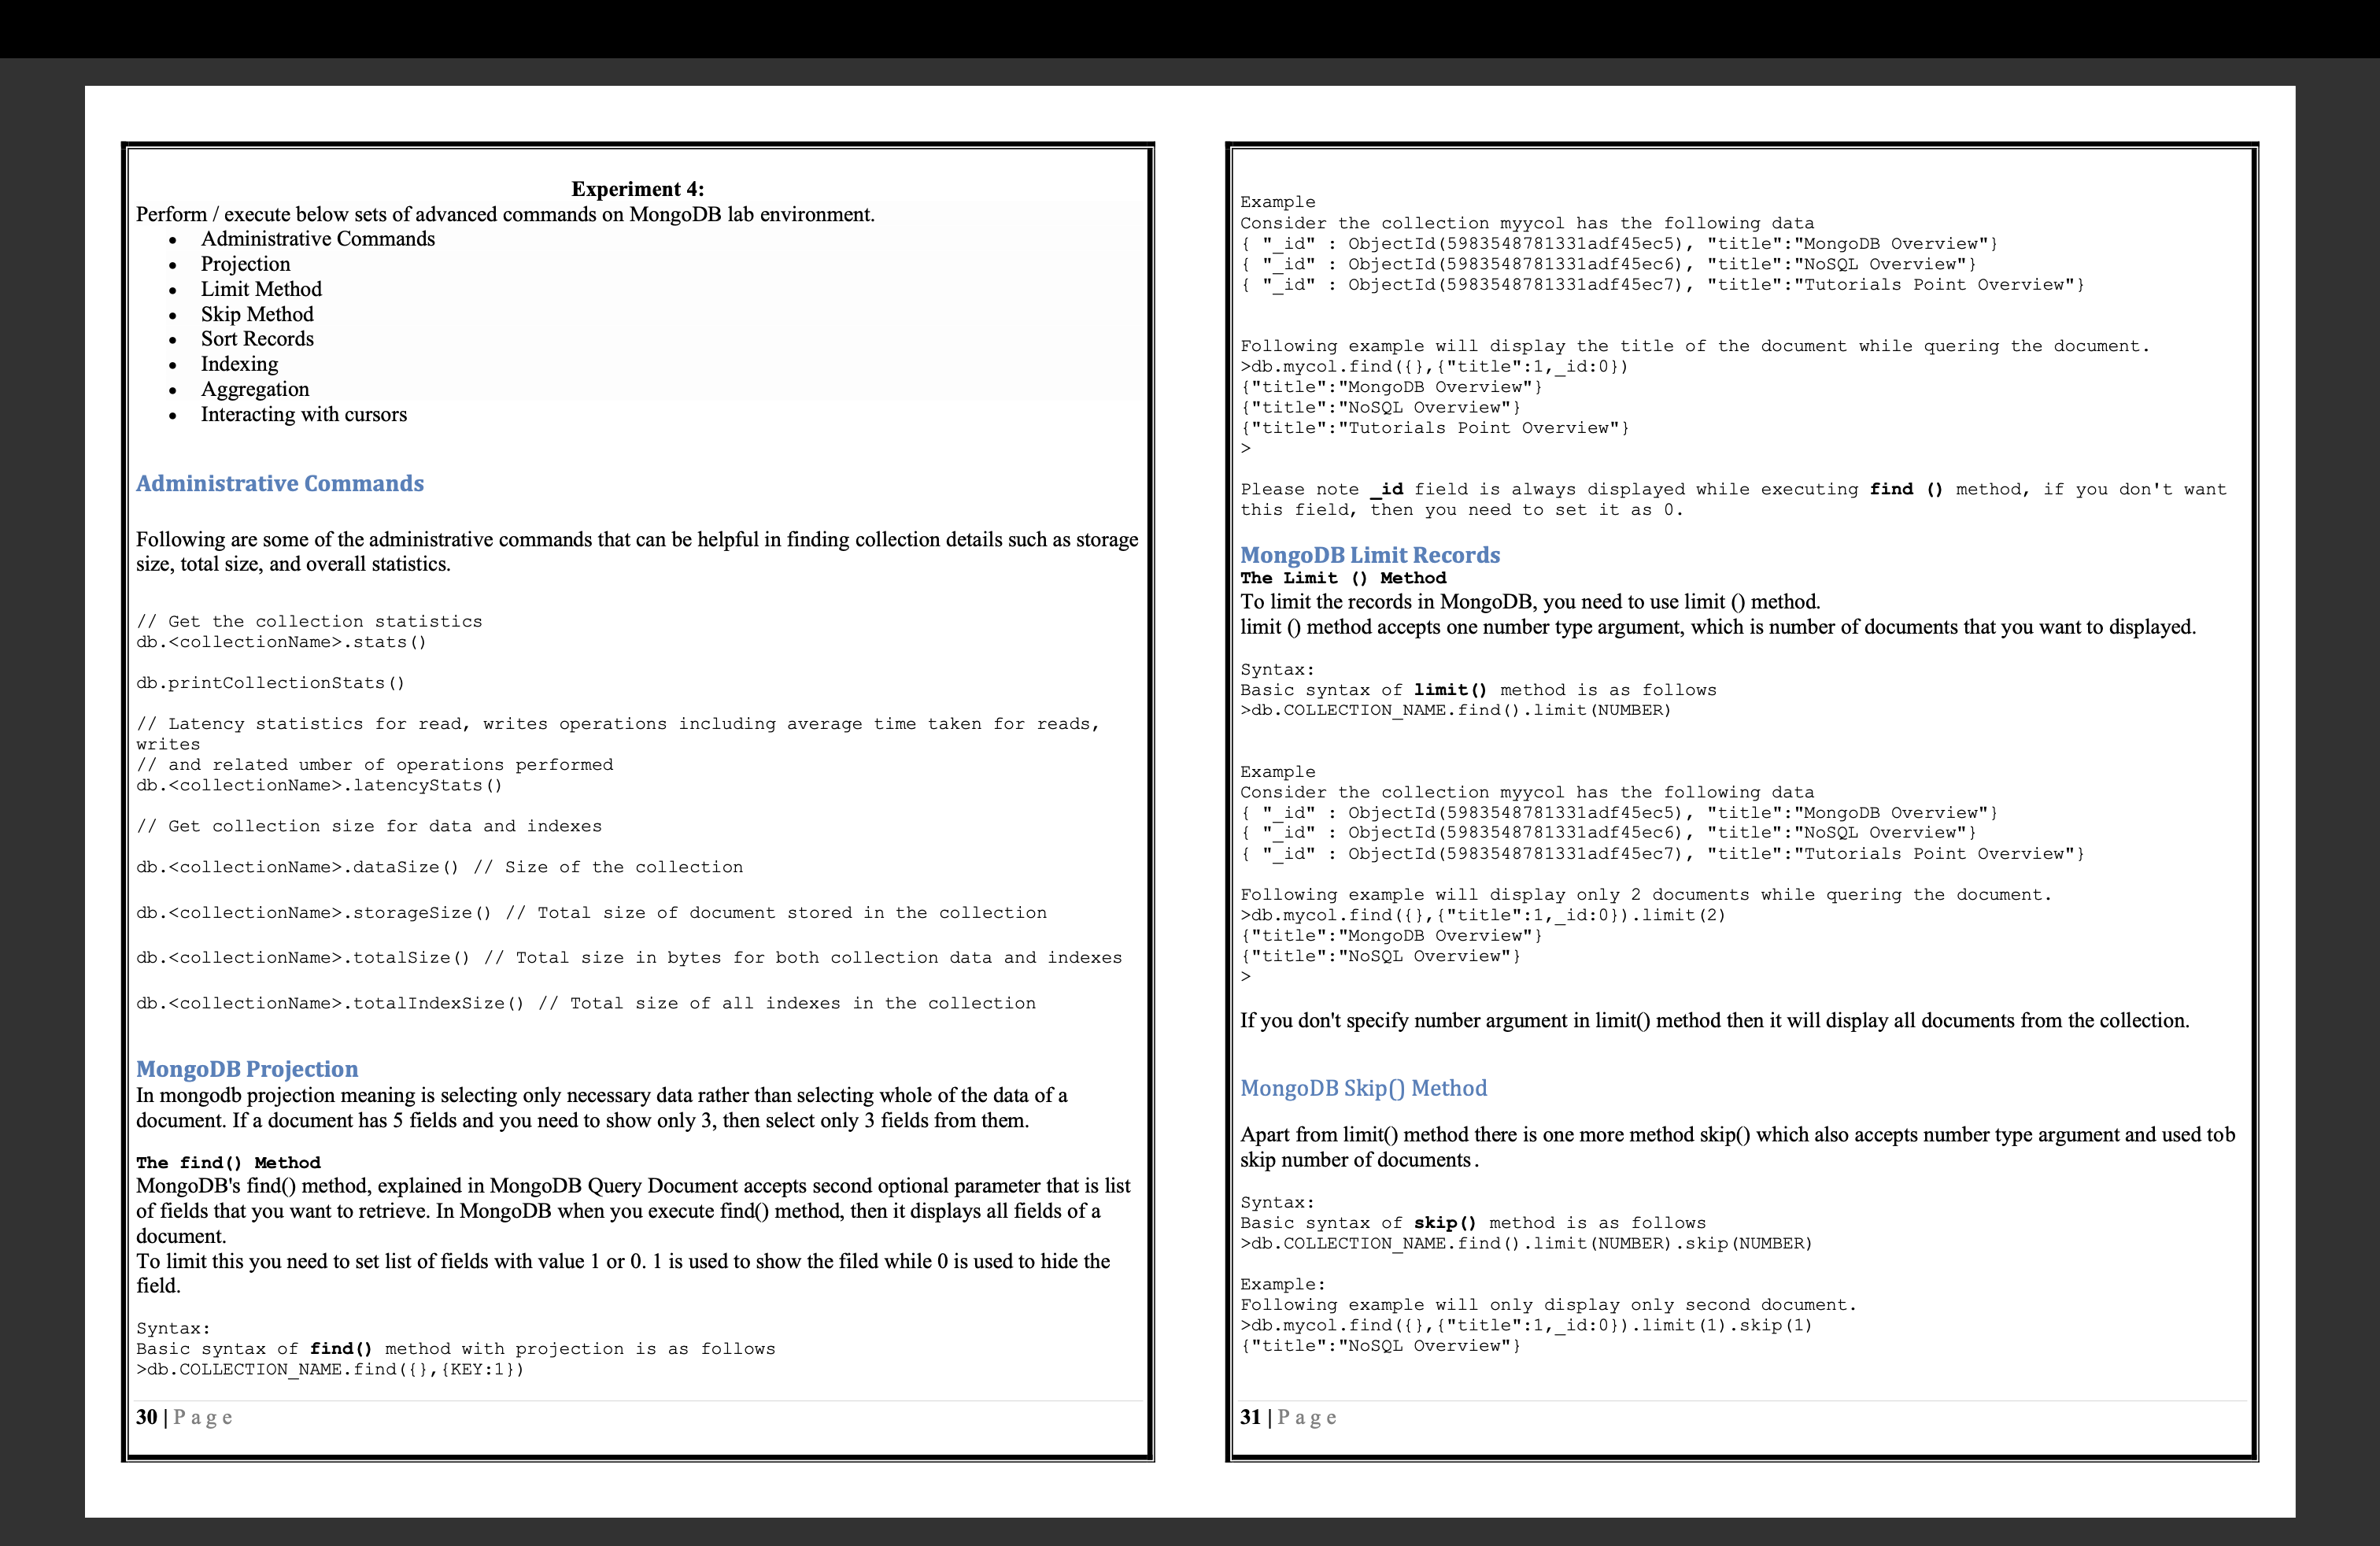 Experiment 4:
Perform / execute below sets of advanced commands on MongoDB lab environment.
• Administrative Commands
• Projection
• Limit Method
• Skip Method
• Sort Records
• Indexing
• Aggregation
• Interacting with cursors
Administrative Commands
Following are some of the administrative commands that can be helpful in finding collection details such as storage
size, total size, and overall statistics.
// Get the collection statistics
db.<collectionName>.stats()
db.printCollectionStats()
// Latency statistics for read, writes operations including average time taken for reads,
writes
// and related umber of operations performed
db.<collectionName>.latencyStats()
// Get collection size for data and indexes
db.<collectionName>.dataSize() // Size of the collection
db.<collectionName>.storageSize() // Total size of document stored in the collection
db.<collectionName>.totalSize() // Total size in bytes for both collection data and indexes
db.<collectionName>.totalIndexSize() // Total size of all indexes in the collection
MongoDB Projection
In mongodb projection meaning is selecting only necessary data rather than selecting whole of the data of a
document. If a document has 5 fields and you need to show only 3, then select only 3 fields from them.
The find() Method
MongoDB's find() method, explained in MongoDB Query Document accepts second optional parameter that is list
of fields that you want to retrieve. In MongoDB when you execute find() method, then it displays all fields of a
document.
To limit this you need to set list of fields with value 1 or 0. 1 is used to show the filed while 0 is used to hide the
field.
Syntax:
Basic syntax of find() method with projection is as follows
>db.COLLECTION_NAME.find({},{KEY:1})
30 | Page
Example
Consider the collection myycol has the following data
{ "_id" : ObjectId(5983548781331adf45ec5), "title":"MongoDB Overview"}
{ "_id" : ObjectId(5983548781331adf45ec6), "title":"NoSQL Overview"}
{ "_id" : ObjectId(5983548781331adf45ec7), "title":"Tutorials Point Overview"}
Following example will display the title of the document while quering the document.
>db.mycol.find({},{"title":1,_id:0})
{"title":"MongoDB Overview"}
{"title":"NoSQL Overview"}
{"title":"Tutorials Point Overview"}
>
Please note _id field is always displayed while executing find () method, if you don't want
this field, then you need to set it as 0.
MongoDB Limit Records
The Limit () Method
To limit the records in MongoDB, you need to use limit () method.
limit () method accepts one number type argument, which is number of documents that you want to displayed.
Syntax:
Basic syntax of limit() method is as follows
>db.COLLECTION_NAME.find().limit(NUMBER)
Example
Consider the collection myycol has the following data
{ "_id" : ObjectId(5983548781331adf45ec5), "title":"MongoDB Overview"}
{ "_id" : ObjectId(5983548781331adf45ec6), "title":"NoSQL Overview"}
{ "_id" : ObjectId(5983548781331adf45ec7), "title":"Tutorials Point Overview"}
Following example will display only 2 documents while quering the document.
>db.mycol.find({},{"title":1,_id:0}).limit(2)
{"title":"MongoDB Overview"}
{"title":"NoSQL Overview"}
>
If you don't specify number argument in limit() method then it will display all documents from the collection.
MongoDB Skip() Method
Apart from limit() method there is one more method skip() which also accepts number type argument and used tob
skip number of documents.
Syntax:
Basic syntax of skip() method is as follows
>db.COLLECTION_NAME.find().limit(NUMBER).skip(NUMBER)
Example:
Following example will only display only second document.
>db.mycol.find({},{"title":1,_id:0}).limit(1).skip(1)
{"title":"NoSQL Overview"}
31 | Page